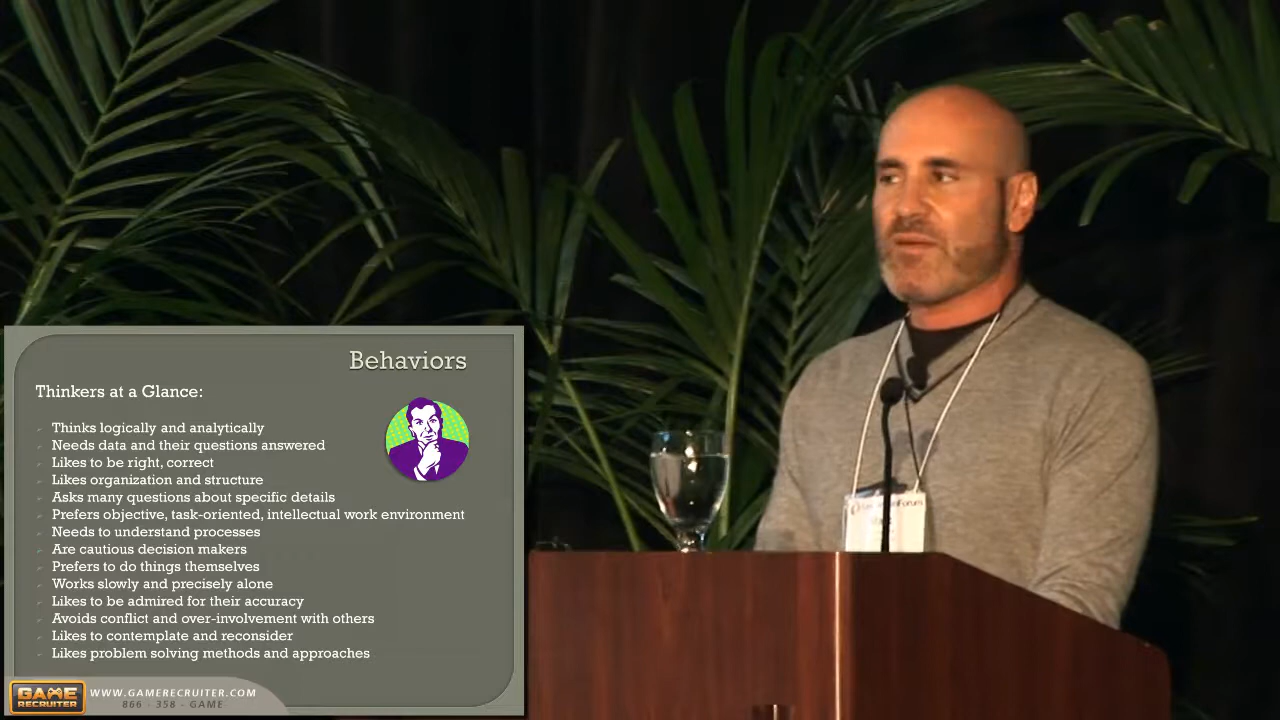 Behaviors
Thinkers at a Glance:
Thinks logically and analytically
Needs data and their questions answered
Likes to be right, correct
Likes organization and structure
Asks many questions about specific details
Prefers objective, task-oriented, intellectual work environment
Needs to understand processes
Are cautious decision makers
Prefers to do things themselves
Works slowly and precisely alone
Likes to be admired for their accuracy
Avoids conflict and over-involvement with others
Likes to contemplate and reconsider
Likes problem solving methods and approaches
GAME
RECRUITER
WWW.GAMERECRUITER.COM
866 - 358 - GAME